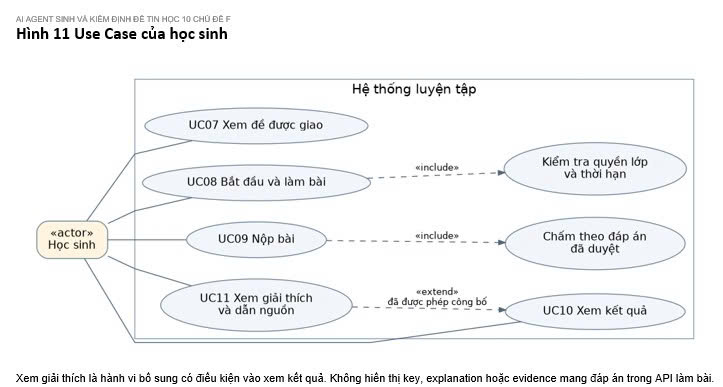 AI AGENT SINH VÀ KIỂM ĐỊNH ĐỀ TIN HỌC 10 CHỦ ĐỀ F
Hình 11 Use Case của học sinh
Hệ thống luyện tập
UC07 Xem đề được giao
UC08 Bắt đầu và làm bài
«include»
Kiểm tra quyền lớp
và thời hạn
«actor»
Học sinh
UC09 Nộp bài
«include»
Chấm theo đáp án
đã duyệt
UC11 Xem giải thích
và dẫn nguồn
«extend»
đã được phép công bố
UC10 Xem kết quả
Xem giải thích là hành vi bổ sung có điều kiện vào xem kết quả. Không hiển thị key, explanation hoặc evidence mang đáp án trong API làm bài.